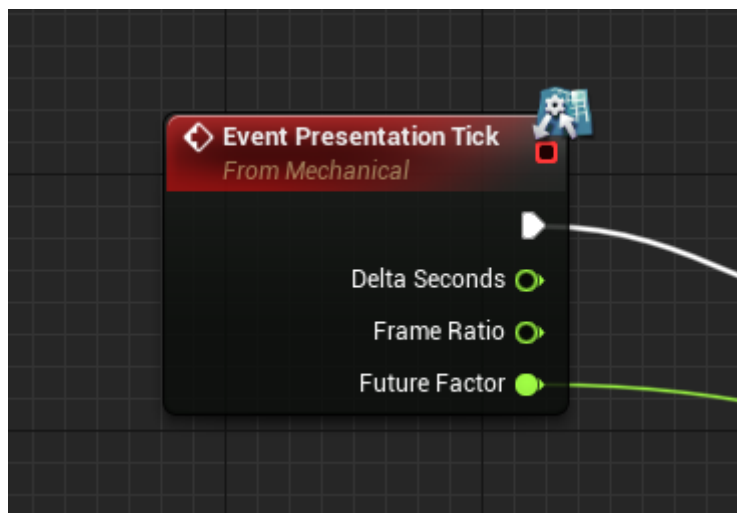 Event Presentation Tick
From Mechanical
Delta Seconds
Frame Ratio
Future Factor